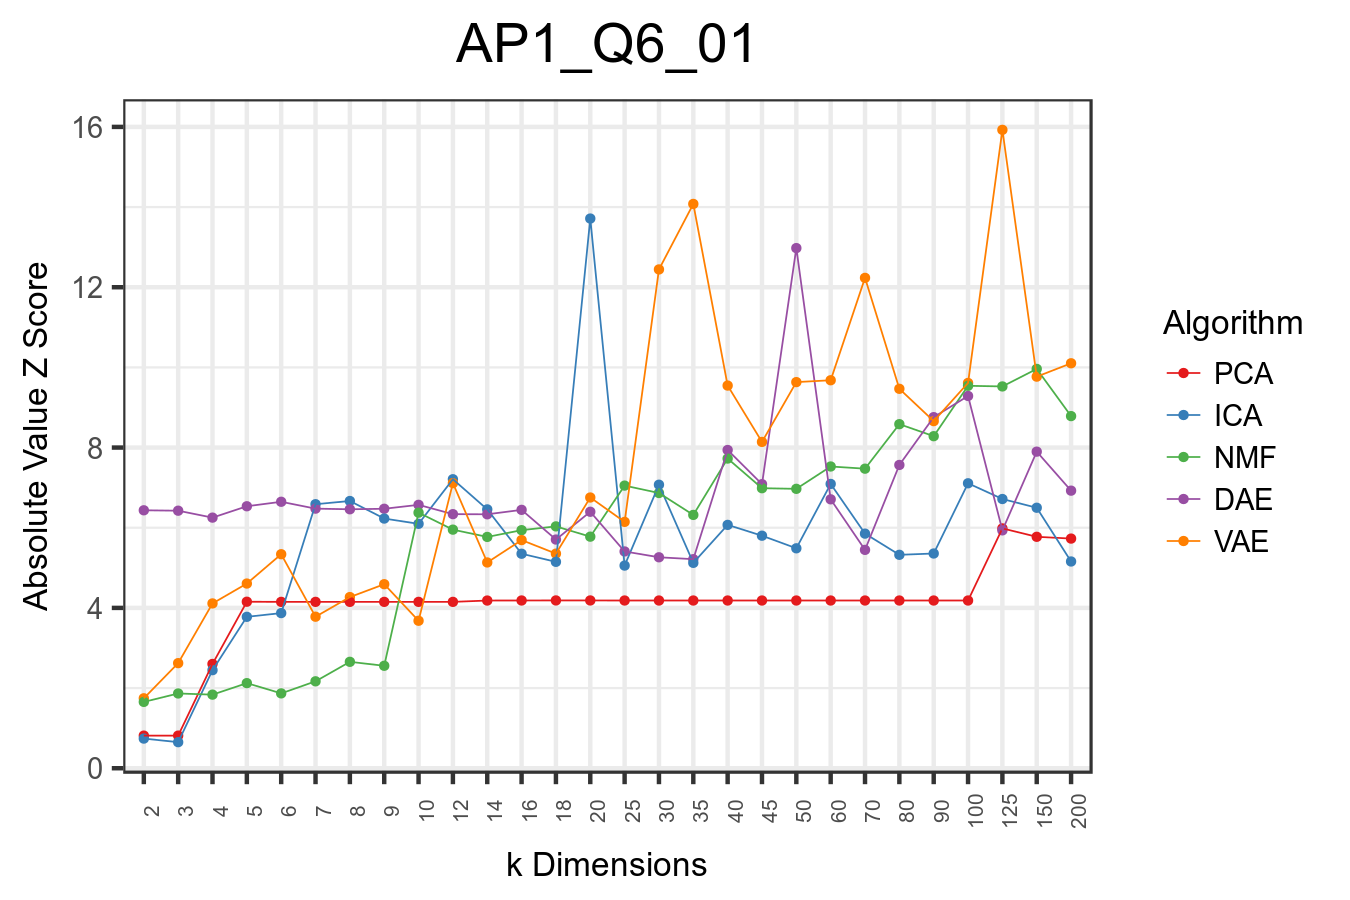 AP1_Q6_01
16
12
8
4
0
Absolute Value Z Score
2 3 4 5 6 7 8 9 10 12 14 16 18 20 25 30 35 40 45 50 60 70 80 90 100 125 150 200
k Dimensions
Algorithm
PCA
ICA
NMF
DAE
VAE